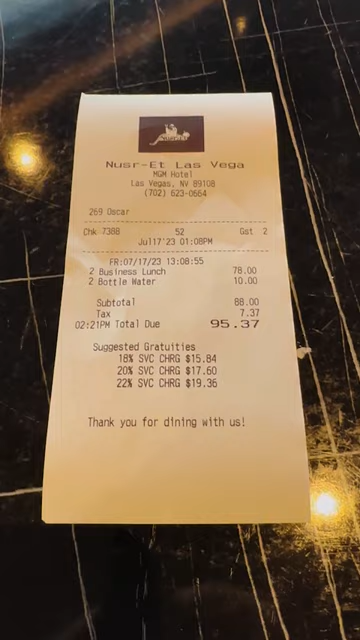 Nusr-Et Las Vega
MGM Hotel
Las Vegas, NV 89108
(702) 623-0664
269 Oscar
Chk 7388 52 Gst 2
Jul17'23 01:08PM
FR:07/17/23 13:08:55
2 Business Lunch 78.00
2 Bottle Water 10.00
Subtotal 88.00
Tax 7.37
02:21PM Total Due 95.37
Suggested Gratuities
18% SVC CHRG $15.84
20% SVC CHRG $17.60
22% SVC CHRG $19.36
Thank you for dining with us!